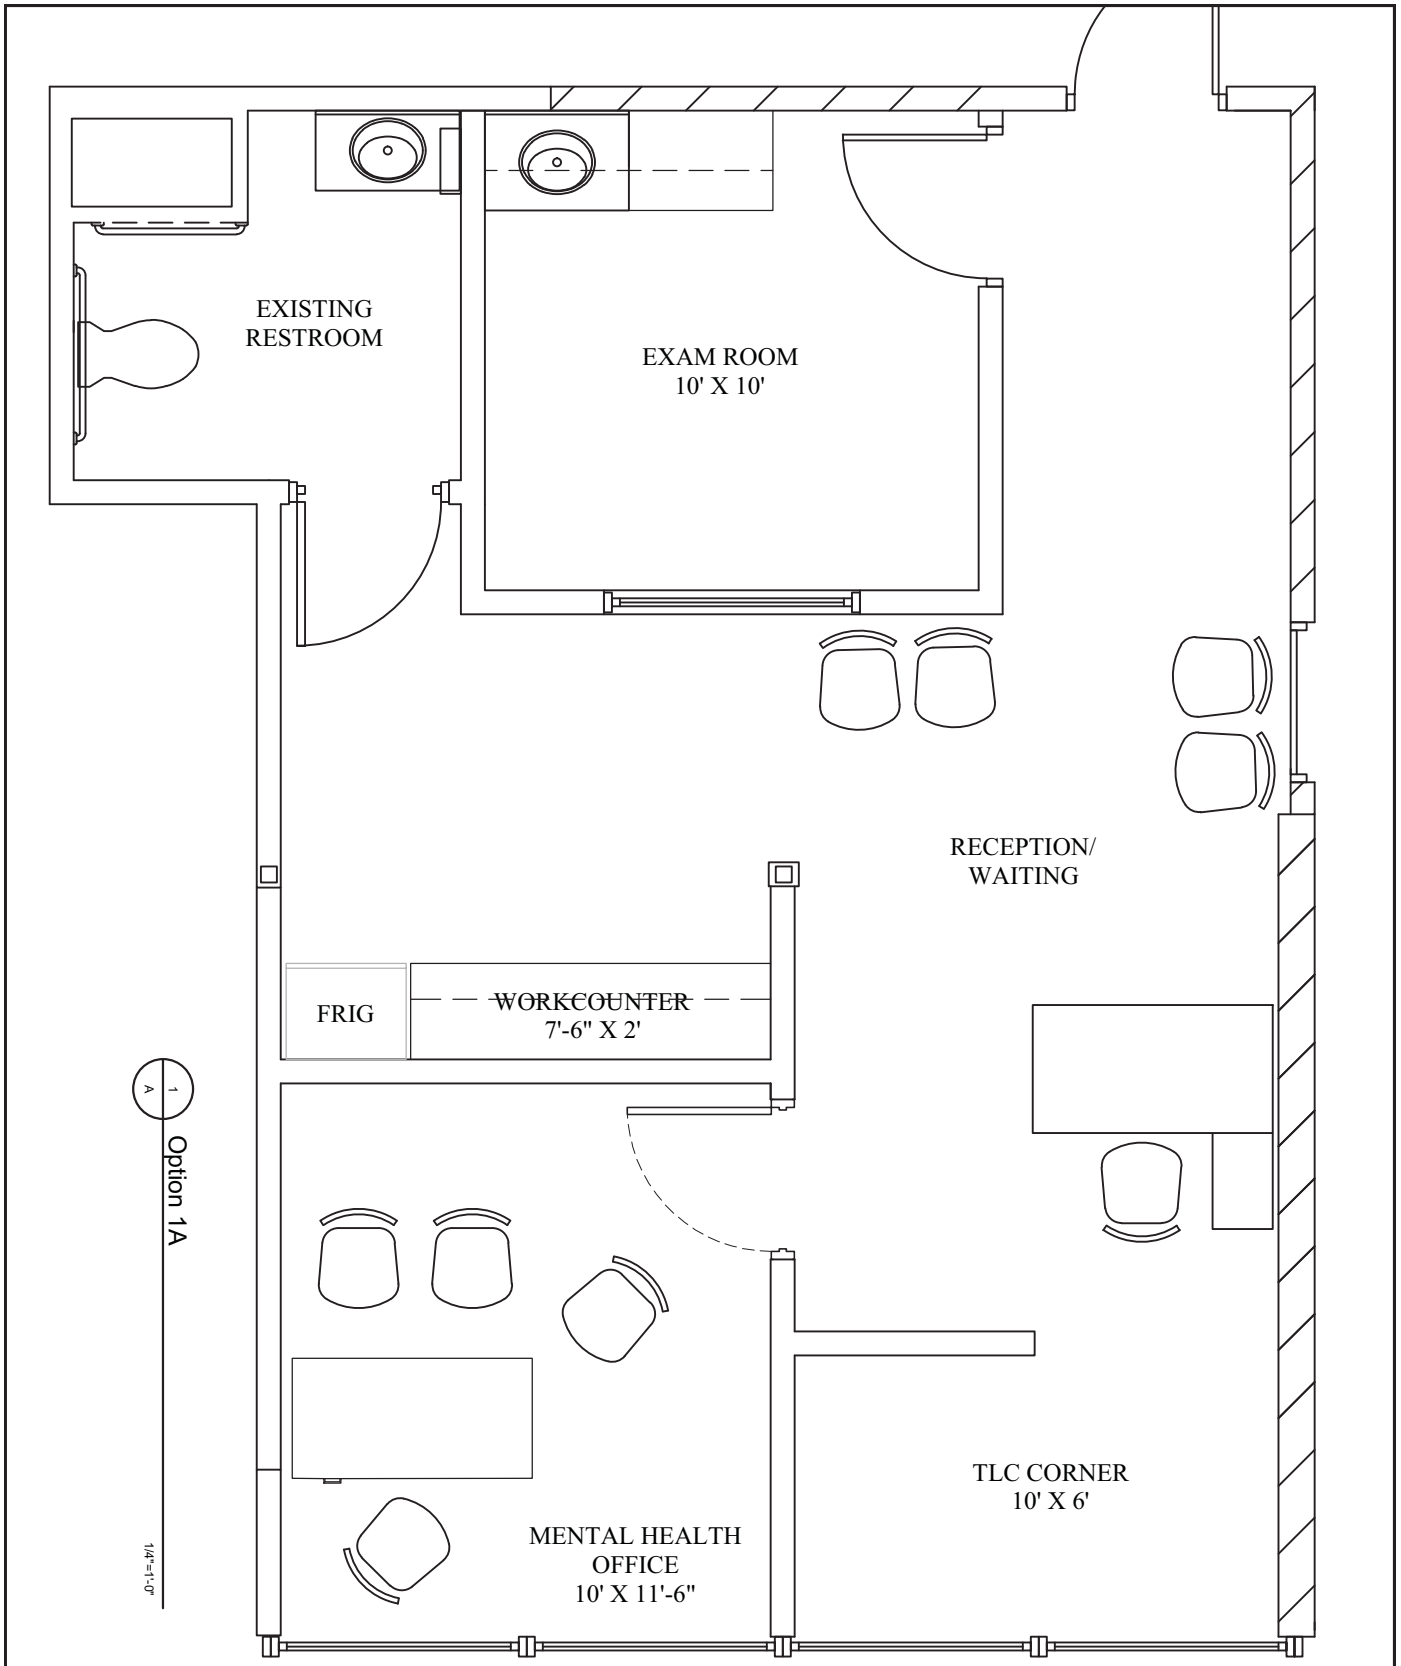 EXISTING
RESTROOM
EXAM ROOM
10' X 10'
RECEPTION/
WAITING
FRIG
WORKCOUNTER
7'-6" X 2'
1
A
Option 1A
1/4"=1'-0"
TLC CORNER
10' X 6'
MENTAL HEALTH
OFFICE
10' X 11'-6"